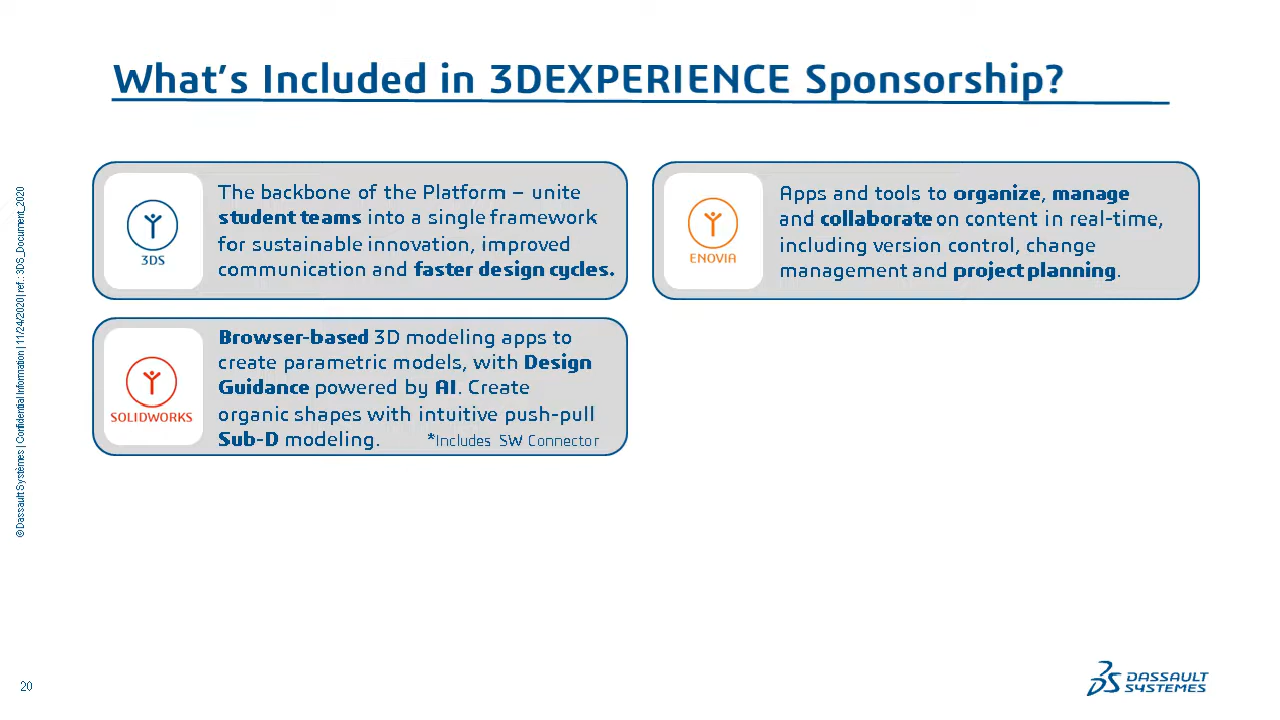 What's Included in 3DEXPERIENCE Sponsorship?
3DS
The backbone of the Platform – unite
student teams into a single framework
for sustainable innovation, improved
communication and faster design cycles.
ENOVIA
Apps and tools to organize, manage
and collaborate on content in real-time,
including version control, change
management and project planning.
SOLIDWORKS
Browser-based 3D modeling apps to
create parametric models, with Design
Guidance powered by AI. Create
organic shapes with intuitive push-pull
Sub-D modeling. *Includes SW Connector
© Dassault Systèmes | Confidential Information | 11/24/2020 | ref.: 3DS_Document_2020
20
DASSAULT
SYSTEMES